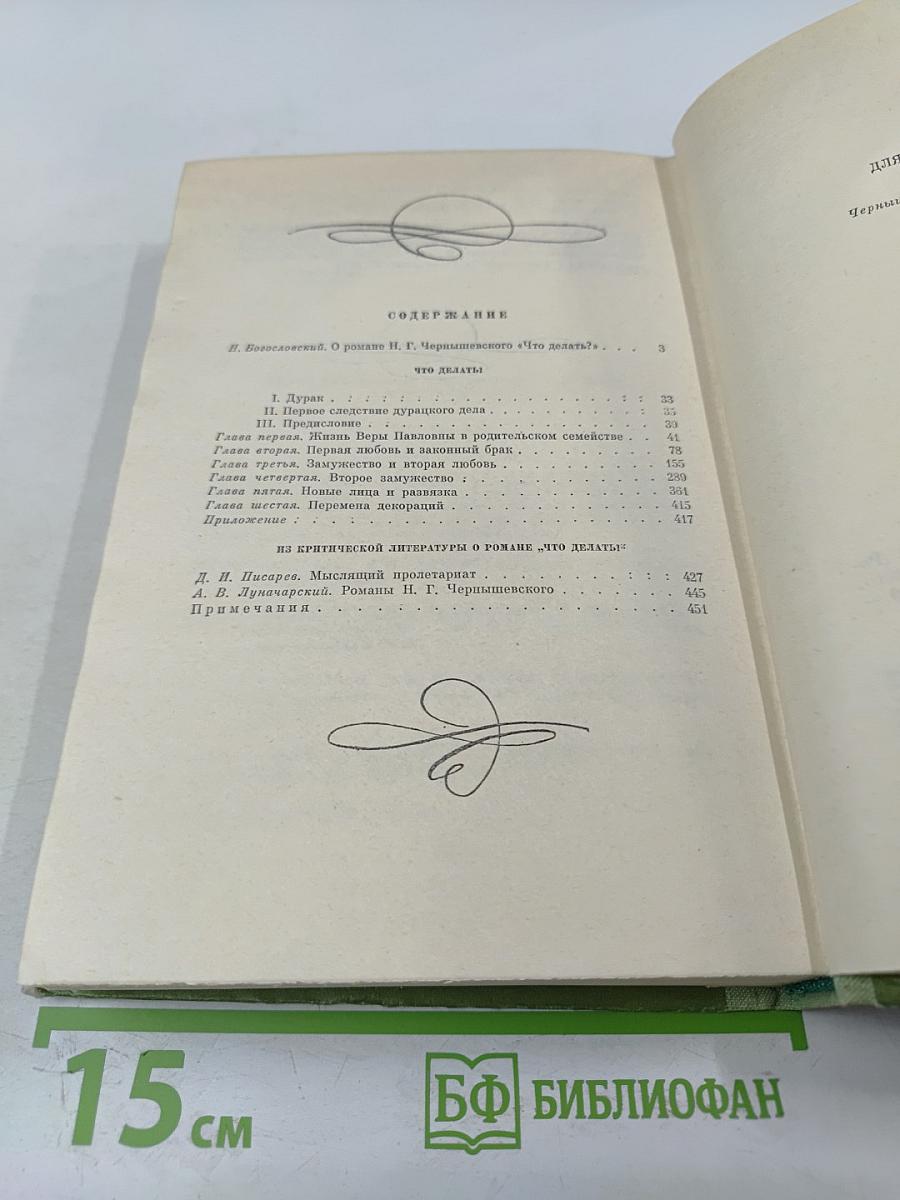 СОДЕРЖАНИЕ
Н. Богословский. О романе Н. Г. Чернышевского «Что делать?» . . . 3
ЧТО ДЕЛАТЬ?
I. Дурак . . . . . . . . . . . . . . . . . . . 33
II. Первое следствие дурацкого дела . . . . . . . . . . 35
III. Предисловие . . . . . . . . . . . . . . . . . 39
Глава первая. Жизнь Веры Павловны в родительском семействе . . 41
Глава вторая. Первая любовь и законный брак . . . . . . . . . 78
Глава третья. Замужество и вторая любовь . . . . . . . . . . 155
Глава четвертая. Второе замужество . . . . . . . . . . . . 289
Глава пятая. Новые лица и развязка . . . . . . . . . . . . 361
Глава шестая. Перемена декораций . . . . . . . . . . . . . 415
Приложение . . . . . . . . . . . . . . . . . . . . . 417
ИЗ КРИТИЧЕСКОЙ ЛИТЕРАТУРЫ О РОМАНЕ „ЧТО ДЕЛАТЬ?“
Д. И. Писарев. Мыслящий пролетариат . . . . . . . . . . . 427
А. В. Луначарский. Романы Н. Г. Чернышевского . . . . . . . 445
Примечания . . . . . . . . . . . . . . . . . . . . 451
ДЛЯ
Черныш
15 см
БФ БИБЛИОФАН